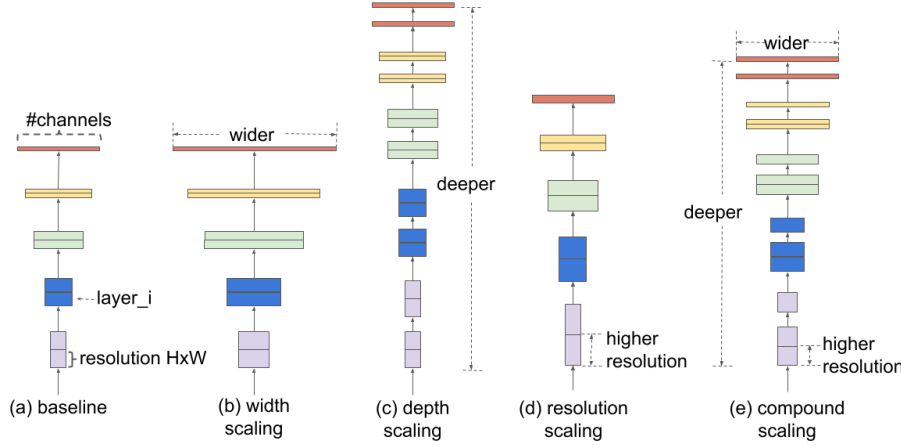 #channels
layer_i
resolution HxW
(a) baseline
wider
(b) width
scaling
deeper
(c) depth
scaling
higher
resolution
(d) resolution
scaling
wider
deeper
higher
resolution
(e) compound
scaling